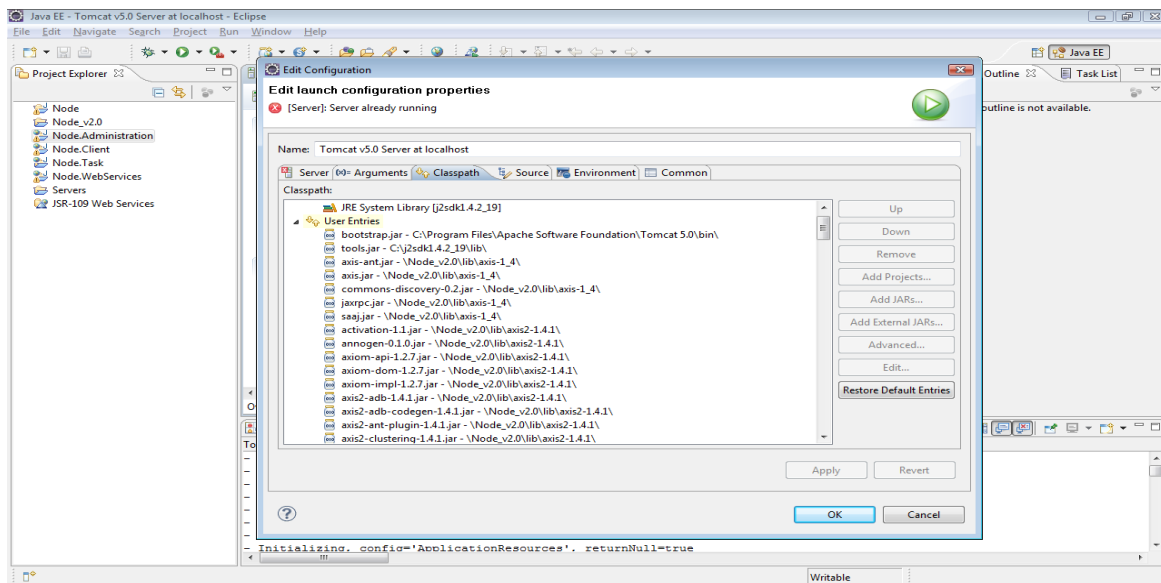 Java EE - Tomcat v5.0 Server at localhost - Eclipse
File Edit Navigate Search Project Run Window Help
Java EE
Project Explorer
Node
Node_v2.0
Node.Administration
Node.Client
Node.Task
Node.WebServices
Servers
JSR-109 Web Services
Edit Configuration
Edit launch configuration properties
[Server]: Server already running
Name: Tomcat v5.0 Server at localhost
Server (x)= Arguments Classpath Source Environment Common
Classpath:
JRE System Library [j2sdk1.4.2_19]
User Entries
bootstrap.jar - C:\Program Files\Apache Software Foundation\Tomcat 5.0\bin\
tools.jar - C:\j2sdk1.4.2_19\lib\
axis-ant.jar - \Node_v2.0\lib\axis-1_4\
axis.jar - \Node_v2.0\lib\axis-1_4\
commons-discovery-0.2.jar - \Node_v2.0\lib\axis-1_4\
jaxrpc.jar - \Node_v2.0\lib\axis-1_4\
saaj.jar - \Node_v2.0\lib\axis-1_4\
activation-1.1.jar - \Node_v2.0\lib\axis2-1.4.1\
annogen-0.1.0.jar - \Node_v2.0\lib\axis2-1.4.1\
axiom-api-1.2.7.jar - \Node_v2.0\lib\axis2-1.4.1\
axiom-dom-1.2.7.jar - \Node_v2.0\lib\axis2-1.4.1\
axiom-impl-1.2.7.jar - \Node_v2.0\lib\axis2-1.4.1\
axis2-adb-1.4.1.jar - \Node_v2.0\lib\axis2-1.4.1\
axis2-adb-codegen-1.4.1.jar - \Node_v2.0\lib\axis2-1.4.1\
axis2-ant-plugin-1.4.1.jar - \Node_v2.0\lib\axis2-1.4.1\
axis2-clustering-1.4.1.jar - \Node_v2.0\lib\axis2-1.4.1\
Up
Down
Remove
Add Projects...
Add JARs...
Add External JARs...
Advanced...
Edit...
Restore Default Entries
Apply Revert
OK Cancel
Outline Task List
outline is not available.
To
- Initializing, config='ApplicationResources', returnNull=true
Writable